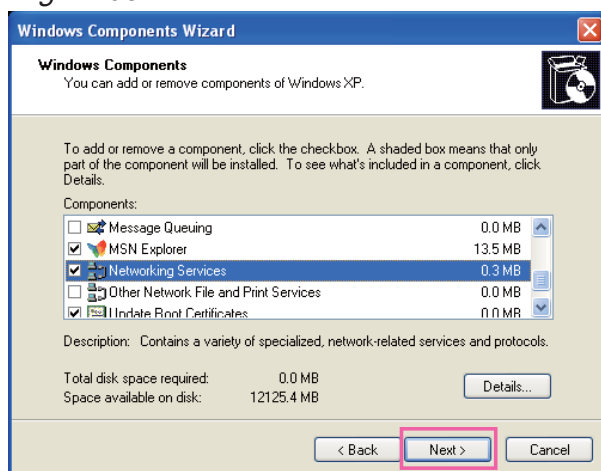 Windows Components Wizard
Windows Components
You can add or remove components of Windows XP.
To add or remove a component, click the checkbox. A shaded box means that only
part of the component will be installed. To see what's included in a component, click
Details.
Components:
Message Queuing 0.0 MB
MSN Explorer 13.5 MB
Networking Services 0.3 MB
Other Network File and Print Services 0.0 MB
Update Root Certificates 0.0 MB
Description: Contains a variety of specialized, network-related services and protocols.
Total disk space required: 0.0 MB
Space available on disk: 12125.4 MB
Details...
< Back Next > Cancel